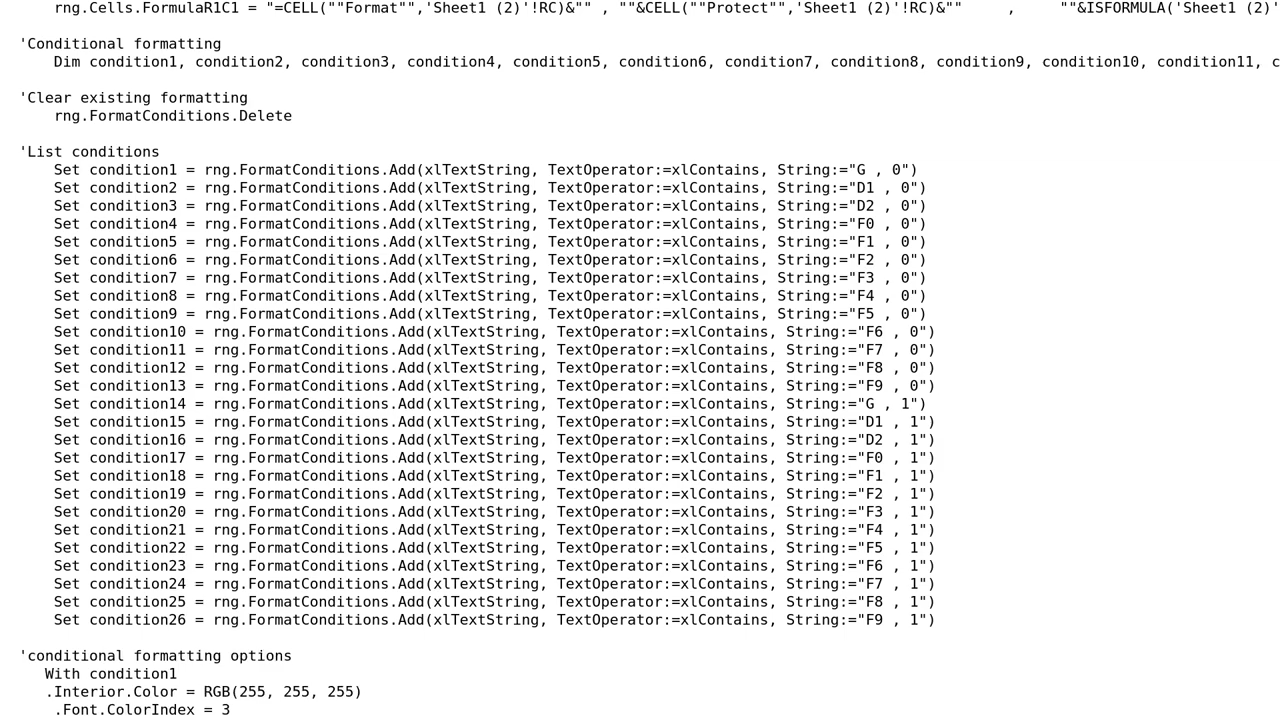 rng.Cells.FormulaR1C1 = "=CELL(""Format"",'Sheet1 (2)'!RC)&"" , ""&CELL(""Protect"",'Sheet1 (2)'!RC)&""     ,     ""&ISFORMULA('Sheet1 (2)'
'Conditional formatting
Dim condition1, condition2, condition3, condition4, condition5, condition6, condition7, condition8, condition9, condition10, condition11, c
'Clear existing formatting
rng.FormatConditions.Delete
'List conditions
Set condition1 = rng.FormatConditions.Add(xlTextString, TextOperator:=xlContains, String:="G , 0")
Set condition2 = rng.FormatConditions.Add(xlTextString, TextOperator:=xlContains, String:="D1 , 0")
Set condition3 = rng.FormatConditions.Add(xlTextString, TextOperator:=xlContains, String:="D2 , 0")
Set condition4 = rng.FormatConditions.Add(xlTextString, TextOperator:=xlContains, String:="F0 , 0")
Set condition5 = rng.FormatConditions.Add(xlTextString, TextOperator:=xlContains, String:="F1 , 0")
Set condition6 = rng.FormatConditions.Add(xlTextString, TextOperator:=xlContains, String:="F2 , 0")
Set condition7 = rng.FormatConditions.Add(xlTextString, TextOperator:=xlContains, String:="F3 , 0")
Set condition8 = rng.FormatConditions.Add(xlTextString, TextOperator:=xlContains, String:="F4 , 0")
Set condition9 = rng.FormatConditions.Add(xlTextString, TextOperator:=xlContains, String:="F5 , 0")
Set condition10 = rng.FormatConditions.Add(xlTextString, TextOperator:=xlContains, String:="F6 , 0")
Set condition11 = rng.FormatConditions.Add(xlTextString, TextOperator:=xlContains, String:="F7 , 0")
Set condition12 = rng.FormatConditions.Add(xlTextString, TextOperator:=xlContains, String:="F8 , 0")
Set condition13 = rng.FormatConditions.Add(xlTextString, TextOperator:=xlContains, String:="F9 , 0")
Set condition14 = rng.FormatConditions.Add(xlTextString, TextOperator:=xlContains, String:="G , 1")
Set condition15 = rng.FormatConditions.Add(xlTextString, TextOperator:=xlContains, String:="D1 , 1")
Set condition16 = rng.FormatConditions.Add(xlTextString, TextOperator:=xlContains, String:="D2 , 1")
Set condition17 = rng.FormatConditions.Add(xlTextString, TextOperator:=xlContains, String:="F0 , 1")
Set condition18 = rng.FormatConditions.Add(xlTextString, TextOperator:=xlContains, String:="F1 , 1")
Set condition19 = rng.FormatConditions.Add(xlTextString, TextOperator:=xlContains, String:="F2 , 1")
Set condition20 = rng.FormatConditions.Add(xlTextString, TextOperator:=xlContains, String:="F3 , 1")
Set condition21 = rng.FormatConditions.Add(xlTextString, TextOperator:=xlContains, String:="F4 , 1")
Set condition22 = rng.FormatConditions.Add(xlTextString, TextOperator:=xlContains, String:="F5 , 1")
Set condition23 = rng.FormatConditions.Add(xlTextString, TextOperator:=xlContains, String:="F6 , 1")
Set condition24 = rng.FormatConditions.Add(xlTextString, TextOperator:=xlContains, String:="F7 , 1")
Set condition25 = rng.FormatConditions.Add(xlTextString, TextOperator:=xlContains, String:="F8 , 1")
Set condition26 = rng.FormatConditions.Add(xlTextString, TextOperator:=xlContains, String:="F9 , 1")
'conditional formatting options
With condition1
.Interior.Color = RGB(255, 255, 255)
.Font.ColorIndex = 3